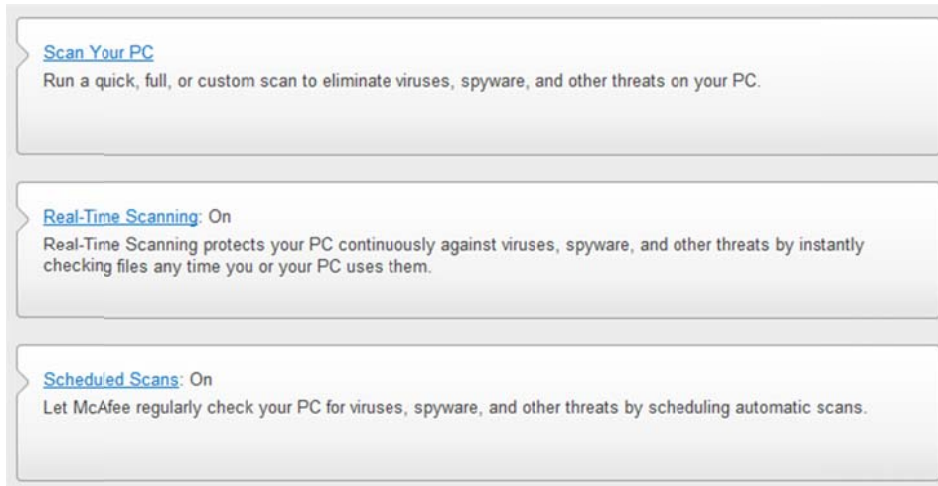 Scan Your PC
Run a quick, full, or custom scan to eliminate viruses, spyware, and other threats on your PC.
Real-Time Scanning: On
Real-Time Scanning protects your PC continuously against viruses, spyware, and other threats by instantly
checking files any time you or your PC uses them.
Scheduled Scans: On
Let McAfee regularly check your PC for viruses, spyware, and other threats by scheduling automatic scans.